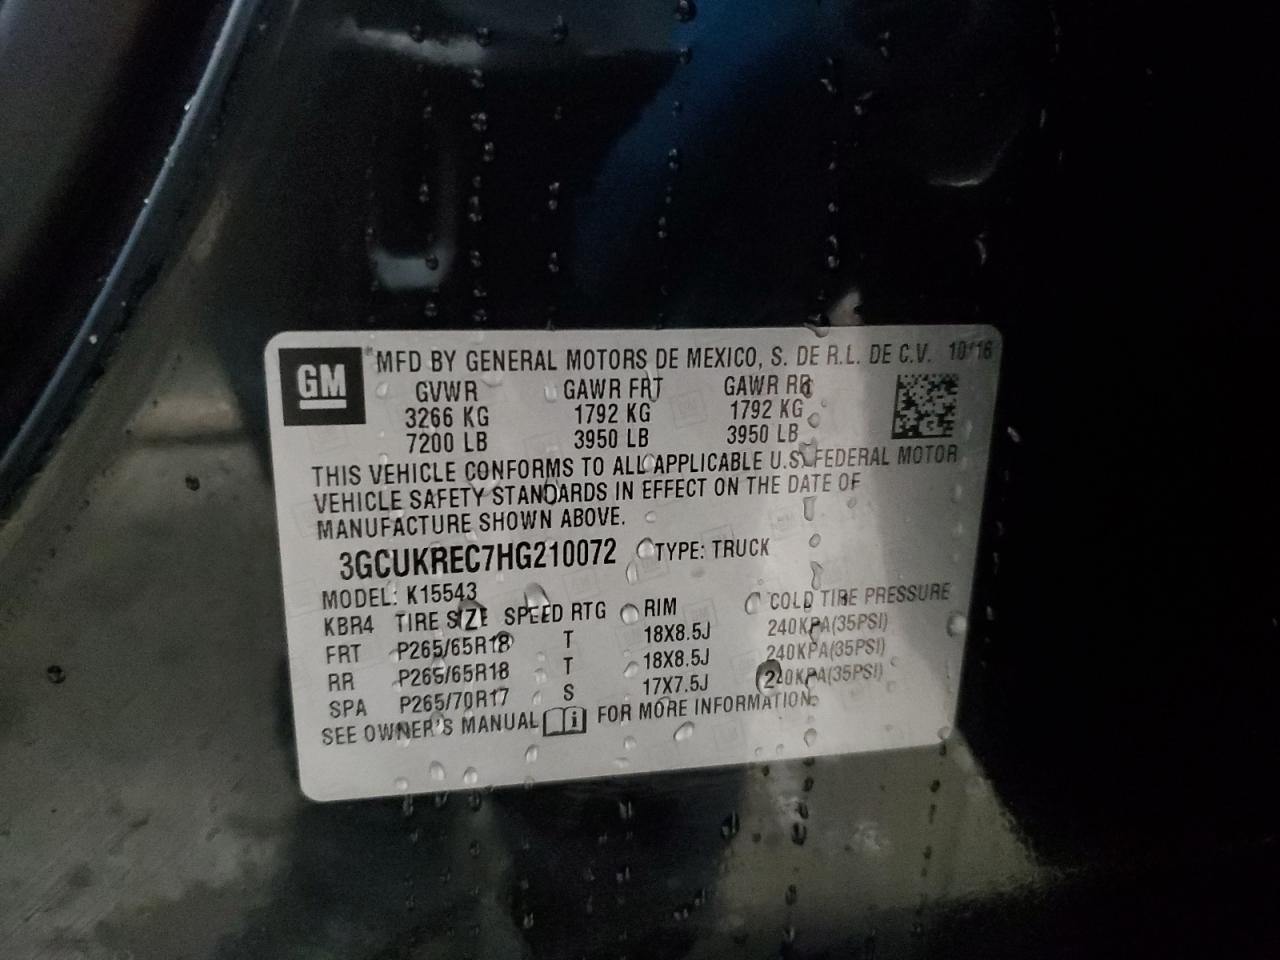 GM
MFD BY GENERAL MOTORS DE MEXICO, S. DE R.L. DE C.V. 10/16
GVWR GAWR FRT GAWR RR
3266 KG 1792 KG 1792 KG
7200 LB 3950 LB 3950 LB
THIS VEHICLE CONFORMS TO ALL APPLICABLE U.S. FEDERAL MOTOR
VEHICLE SAFETY STANDARDS IN EFFECT ON THE DATE OF
MANUFACTURE SHOWN ABOVE.
3GCUKREC7HG210072 TYPE: TRUCK
MODEL: K15543
KBR4 TIRE SIZE SPEED RTG RIM COLD TIRE PRESSURE
FRT P265/65R18 T 18X8.5J 240KPA(35PSI)
RR P265/65R18 T 18X8.5J 240KPA(35PSI)
SPA P265/70R17 S 17X7.5J 240KPA(35PSI)
SEE OWNER'S MANUAL i FOR MORE INFORMATION.